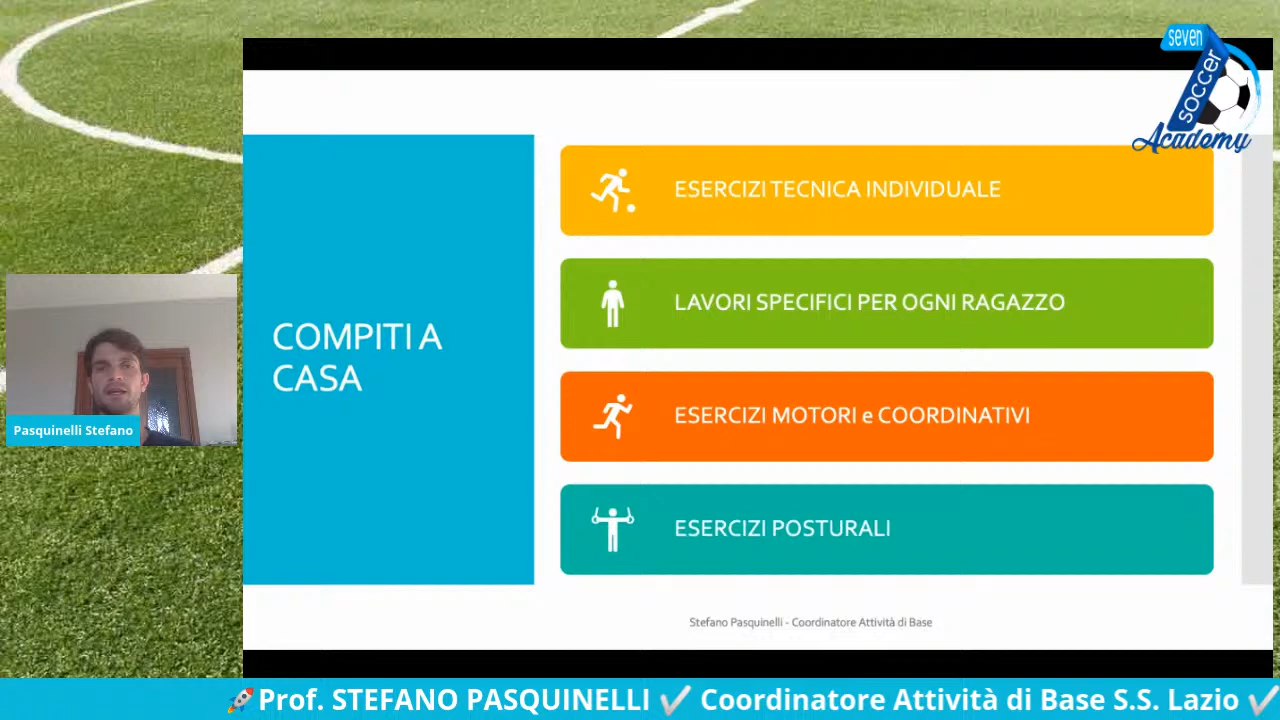 seven
soccer
Academy
ESERCIZI TECNICA INDIVIDUALE
LAVORI SPECIFICI PER OGNI RAGAZZO
COMPITI A
CASA
ESERCIZI MOTORI e COORDINATIVI
Pasquinelli Stefano
ESERCIZI POSTURALI
Stefano Pasquinelli - Coordinatore Attività di Base
🚀Prof. STEFANO PASQUINELLI ✔ Coordinatore Attività di Base S.S. Lazio ✔